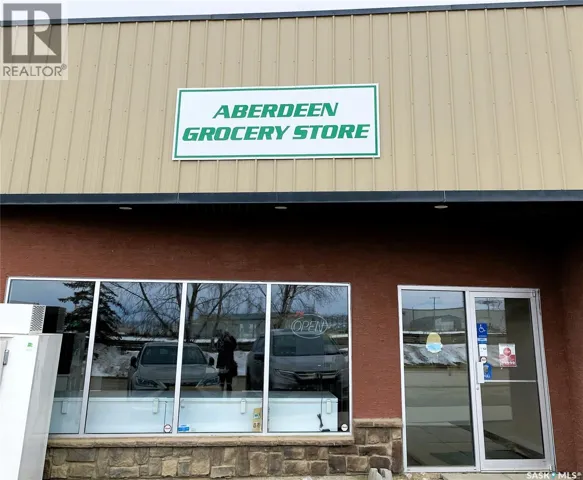 REALTOR®
ABERDEEN
GROCERY STORE
OPEN
SASK MLS®